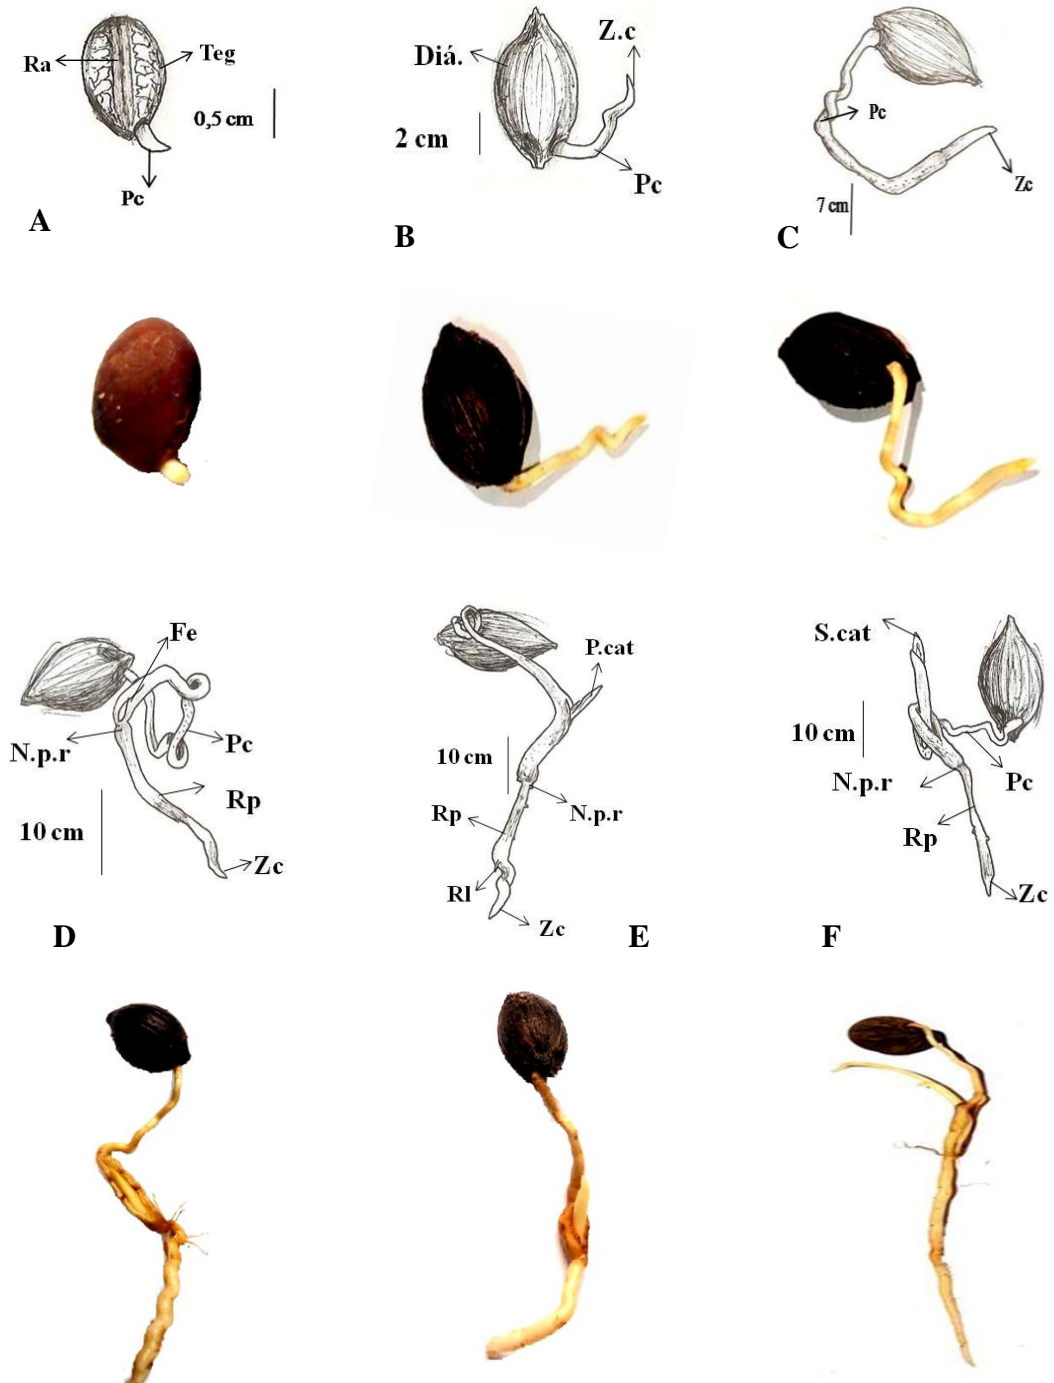 Ra
Teg
0,5 cm
Pc
A
Diá.
Z.c
2 cm
Pc
B
Pc
Zc
7 cm
C
Fe
N.p.r
Pc
Rp
10 cm
Zc
D
P.cat
10 cm
Rp
N.p.r
Rl
Zc
E
S.cat
10 cm
N.p.r
Pc
Rp
Zc
F